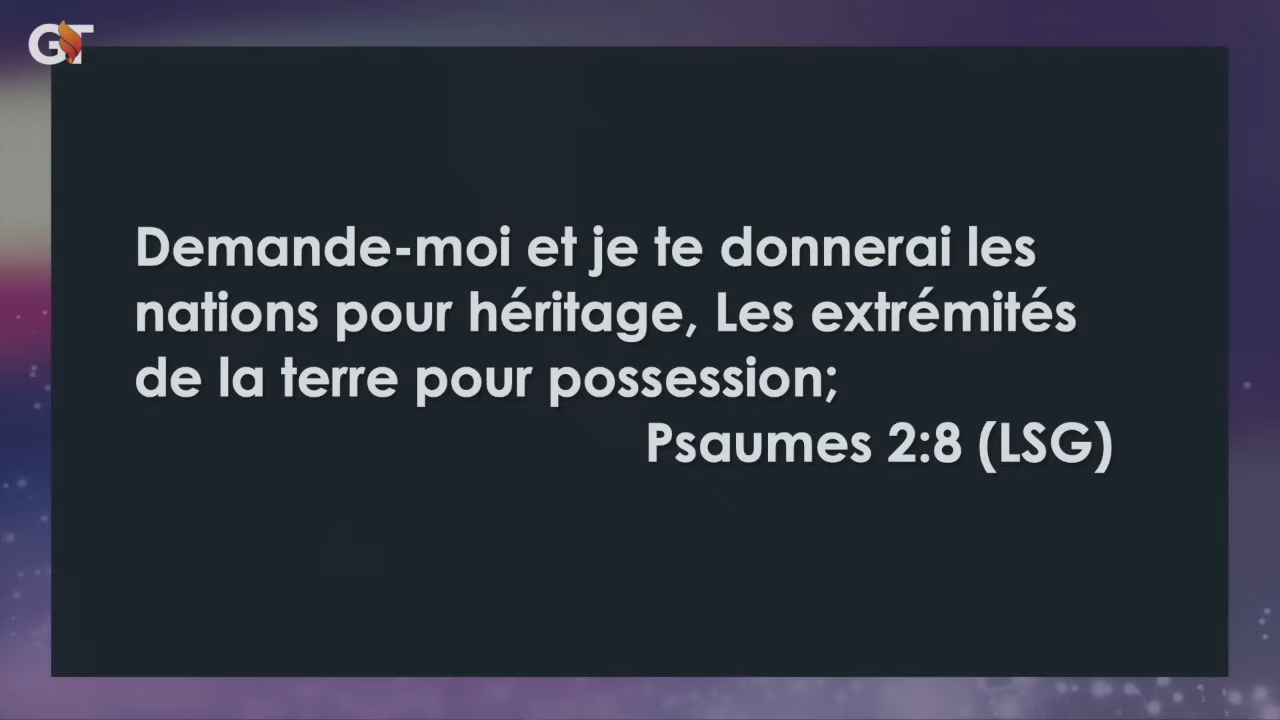 GT
Demande-moi et je te donnerai les
nations pour héritage, Les extrémités
de la terre pour possession;
Psaumes 2:8 (LSG)